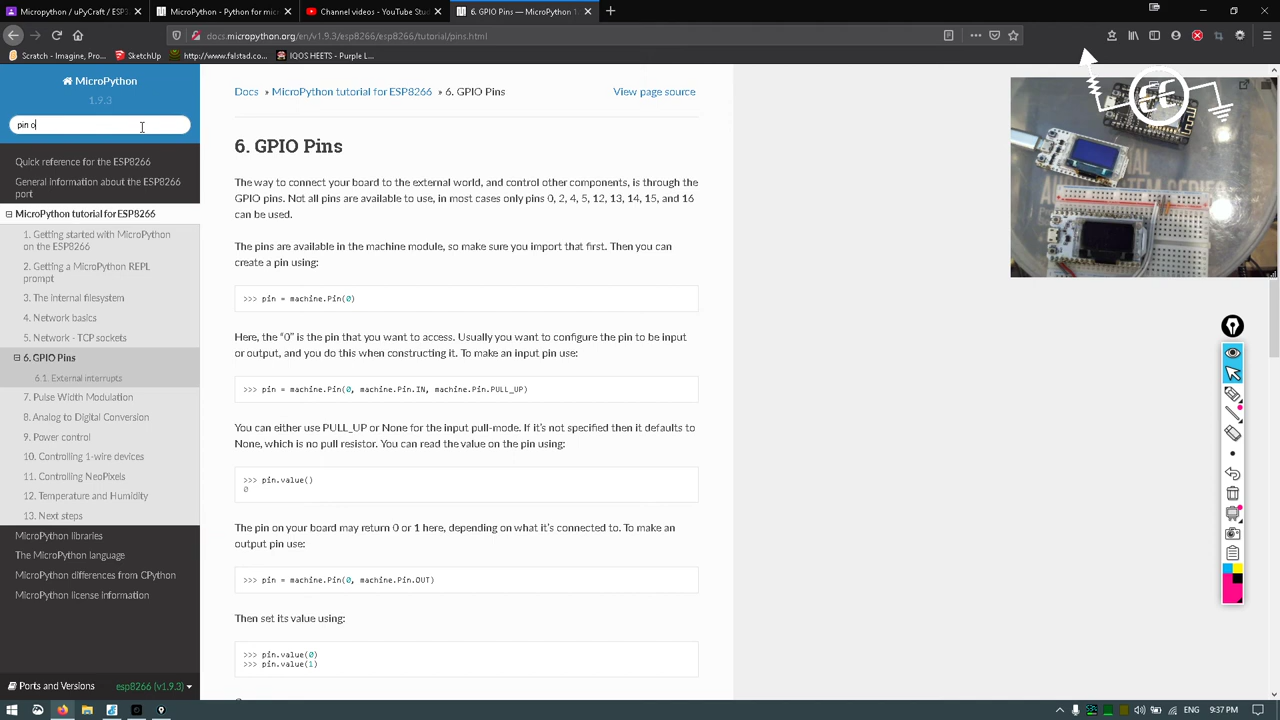 Micropython / uPyCraft / ESP3
MicroPython - Python for micro
Channel videos - YouTube Stud
6. GPIO Pins — MicroPython 1
docs.micropython.org/en/v1.9.3/esp8266/esp8266/tutorial/pins.html
Scratch - Imagine, Pro...
SketchUp
http://www.falstad.co...
IQOS HEETS - Purple L...
MicroPython
1.9.3
pin o
Quick reference for the ESP8266
General information about the ESP8266
port
MicroPython tutorial for ESP8266
1. Getting started with MicroPython
on the ESP8266
2. Getting a MicroPython REPL
prompt
3. The internal filesystem
4. Network basics
5. Network - TCP sockets
6. GPIO Pins
6.1. External interrupts
7. Pulse Width Modulation
8. Analog to Digital Conversion
9. Power control
10. Controlling 1-wire devices
11. Controlling NeoPixels
12. Temperature and Humidity
13. Next steps
MicroPython libraries
The MicroPython language
MicroPython differences from CPython
MicroPython license information
Ports and Versions
esp8266 (v1.9.3)
Docs » MicroPython tutorial for ESP8266 » 6. GPIO Pins
View page source
6. GPIO Pins
The way to connect your board to the external world, and control other components, is through the
GPIO pins. Not all pins are available to use, in most cases only pins 0, 2, 4, 5, 12, 13, 14, 15, and 16
can be used.
The pins are available in the machine module, so make sure you import that first. Then you can
create a pin using:
>>> pin = machine.Pin(0)
Here, the “0” is the pin that you want to access. Usually you want to configure the pin to be input
or output, and you do this when constructing it. To make an input pin use:
>>> pin = machine.Pin(0, machine.Pin.IN, machine.Pin.PULL_UP)
You can either use PULL_UP or None for the input pull-mode. If it’s not specified then it defaults to
None, which is no pull resistor. You can read the value on the pin using:
>>> pin.value()
0
The pin on your board may return 0 or 1 here, depending on what it’s connected to. To make an
output pin use:
>>> pin = machine.Pin(0, machine.Pin.OUT)
Then set its value using:
>>> pin.value(0)
>>> pin.value(1)
CE
ENG
9:37 PM